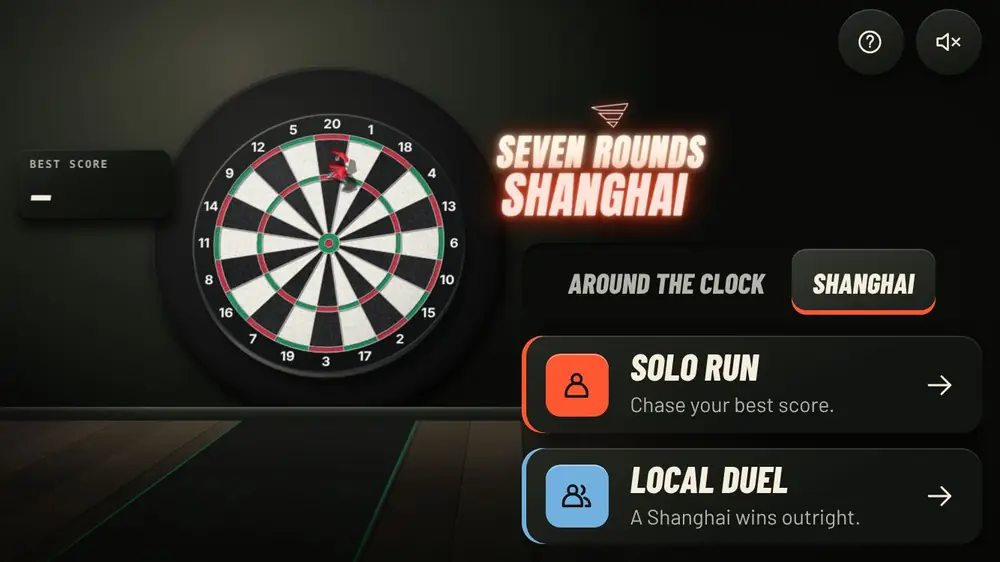 BEST SCORE
–
SEVEN ROUNDS
SHANGHAI
20
1
18
4
13
6
10
15
2
17
3
19
7
16
8
11
14
9
12
5
AROUND THE CLOCK
SHANGHAI
SOLO RUN
Chase your best score.
LOCAL DUEL
A Shanghai wins outright.